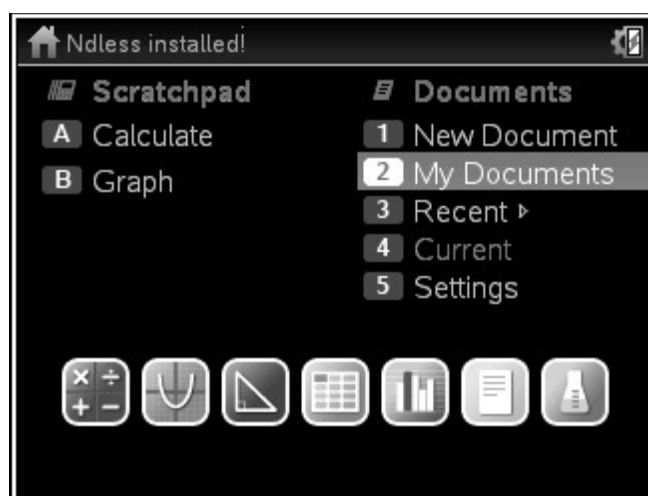 Ndless installed!
Scratchpad
A Calculate
B Graph
Documents
1 New Document
2 My Documents
3 Recent
4 Current
5 Settings